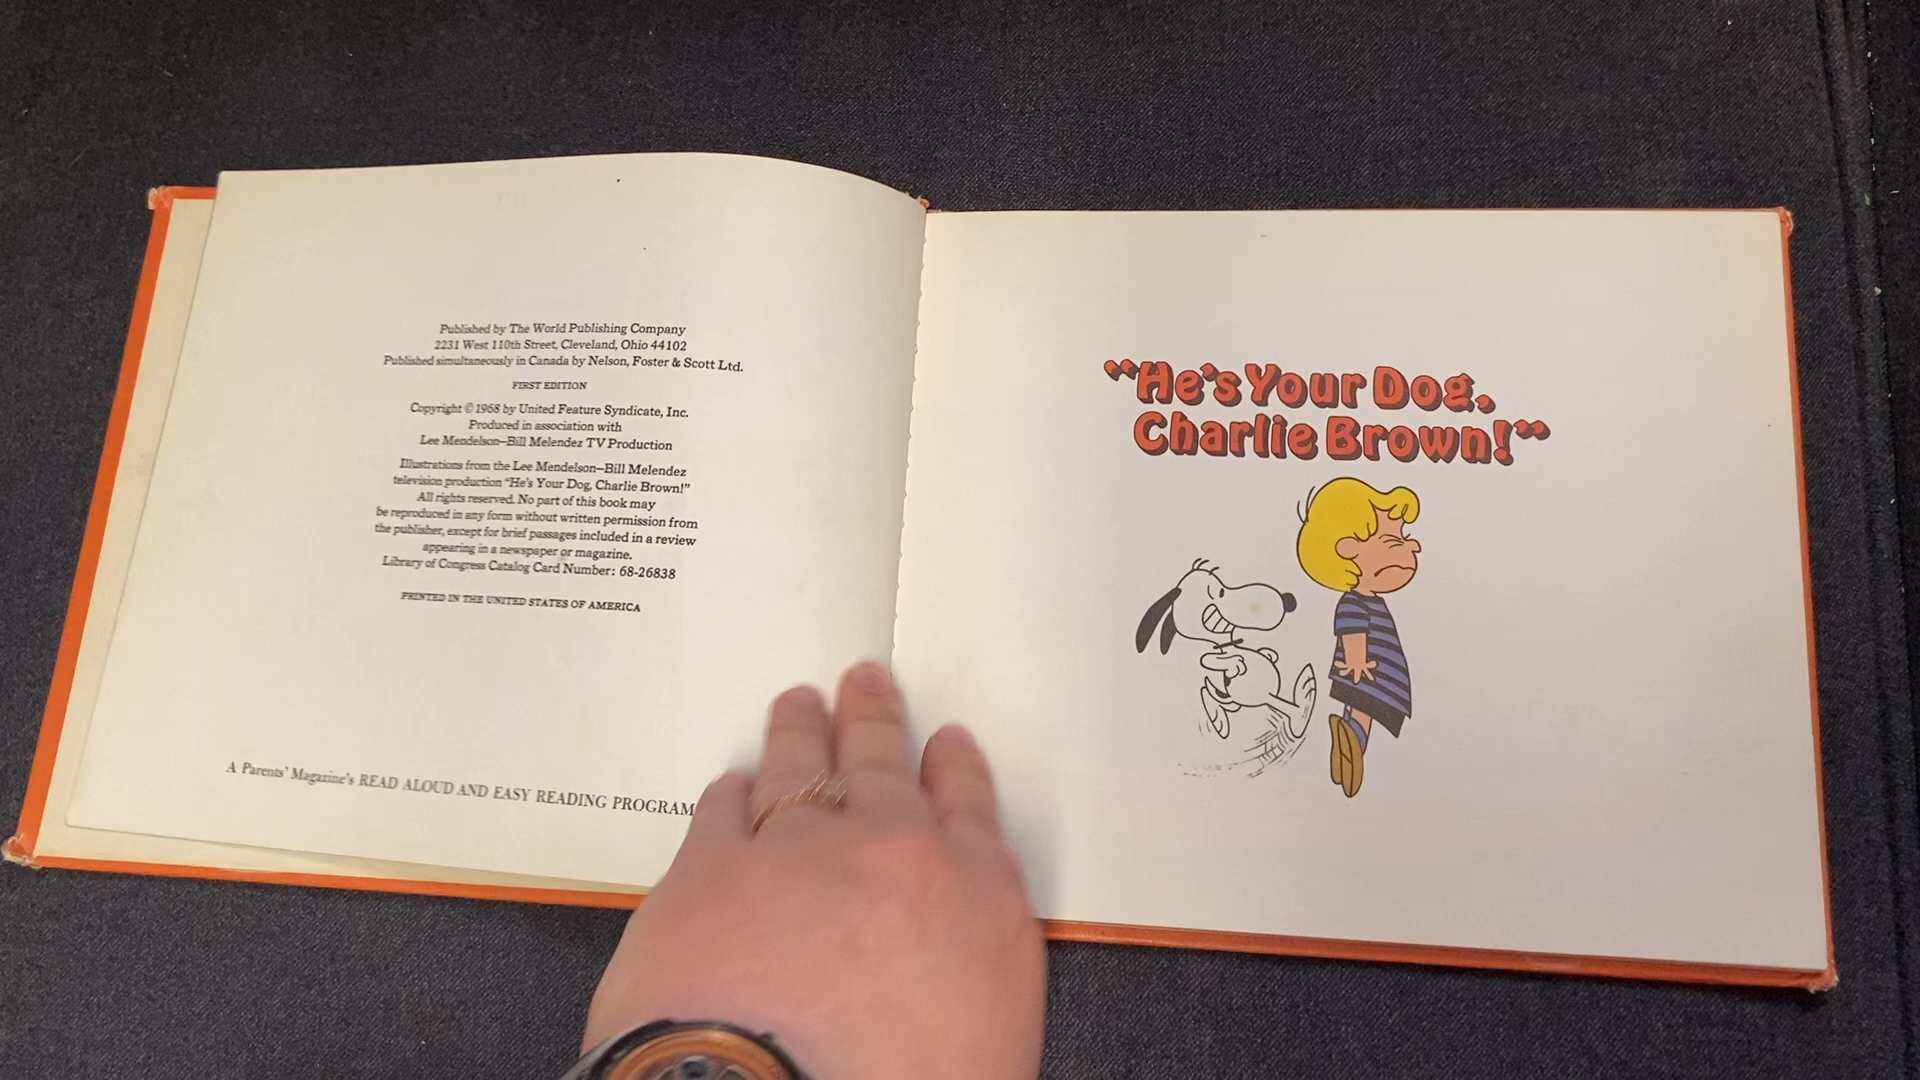 Published by The World Publishing Company
2231 West 110th Street, Cleveland, Ohio 44102
Published simultaneously in Canada by Nelson, Foster & Scott Ltd.
FIRST EDITION
Copyright © 1968 by United Feature Syndicate, Inc.
Produced in association with
Lee Mendelson—Bill Melendez TV Production
Illustrations from the Lee Mendelson—Bill Melendez
television production "He's Your Dog, Charlie Brown!"
All rights reserved. No part of this book may
be reproduced in any form without written permission from
the publisher, except for brief passages included in a review
appearing in a newspaper or magazine.
Library of Congress Catalog Card Number: 68-26838
PRINTED IN THE UNITED STATES OF AMERICA
A Parents' Magazine's READ ALOUD AND EASY READING PROGRAM
"He's Your Dog,
Charlie Brown!"